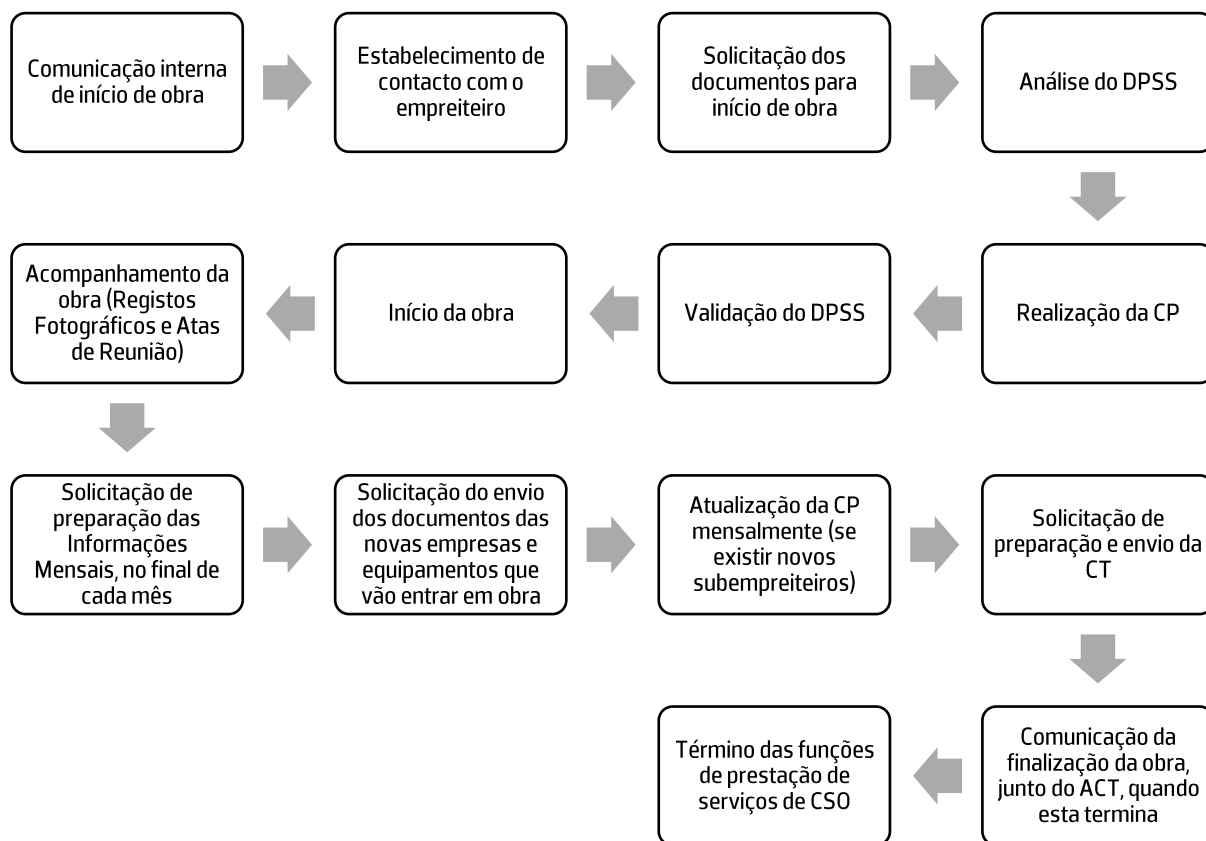 Comunicação interna
de início de obra
Estabelecimento de
contacto com o
empreiteiro
Solicitação dos
documentos para
início de obra
Análise do DPSS
Realização da CP
Validação do DPSS
Início da obra
Acompanhamento da
obra (Registos
Fotográficos e Atas
de Reunião)
Solicitação de
preparação das
Informações
Mensais, no final de
cada mês
Solicitação do envio
dos documentos das
novas empresas e
equipamentos que
vão entrar em obra
Atualização da CP
mensalmente (se
existir novos
subempreiteiros)
Solicitação de
preparação e envio da
CT
Comunicação da
finalização da obra,
junto do ACT, quando
esta termina
Término das funções
de prestação de
serviços de CSO